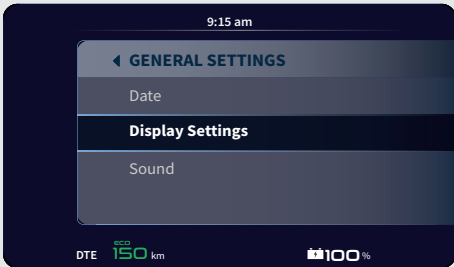 9:15 am
GENERAL SETTINGS
Date
Display Settings
Sound
ECO
DTE 150 km 100 %